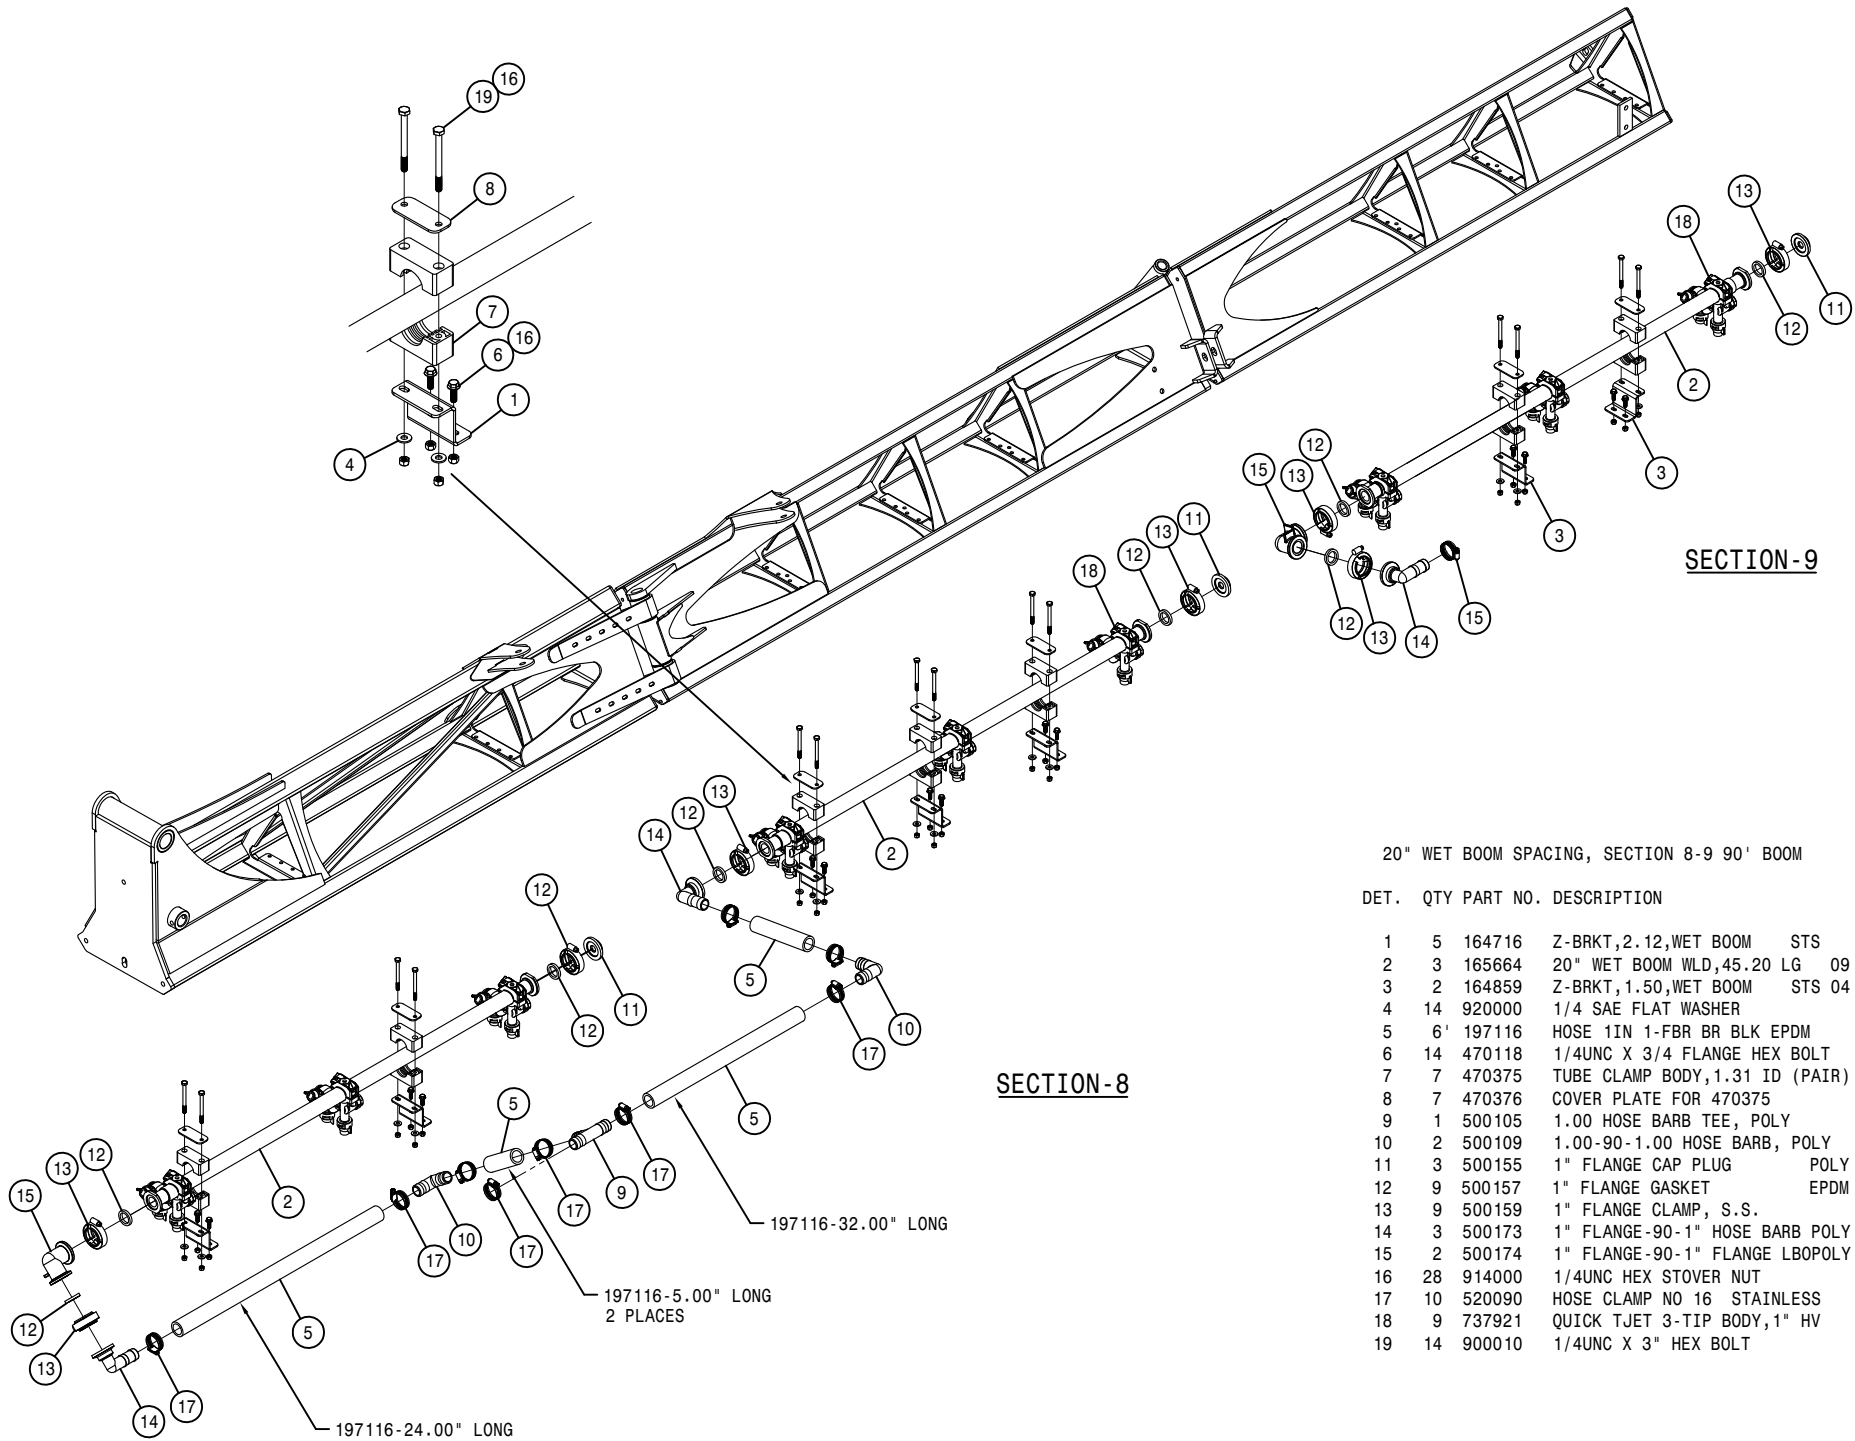 16
19
8
7
16
6
1
4
13
18
11
12
2
3
12
15
13
3
11
13
12
18
12
13
14
15
SECTION-9
13
12
14
2
12
5
11
12
10
17
SECTION-8
5
5
17
9
17
17
10
17
13
12
15
2
12
13
14
17
5
197116-32.00" LONG
197116-5.00" LONG
2 PLACES
197116-24.00" LONG
20" WET BOOM SPACING, SECTION 8-9 90' BOOM
DET. QTY PART NO. DESCRIPTION
1 5 164716 Z-BRKT,2.12,WET BOOM STS
2 3 165664 20" WET BOOM WLD,45.20 LG 09
3 2 164859 Z-BRKT,1.50,WET BOOM STS 04
4 14 920000 1/4 SAE FLAT WASHER
5 6' 197116 HOSE 1IN 1-FBR BR BLK EPDM
6 14 470118 1/4UNC X 3/4 FLANGE HEX BOLT
7 7 470375 TUBE CLAMP BODY,1.31 ID (PAIR)
8 7 470376 COVER PLATE FOR 470375
9 1 500105 1.00 HOSE BARB TEE, POLY
10 2 500109 1.00-90-1.00 HOSE BARB, POLY
11 3 500155 1" FLANGE CAP PLUG POLY
12 9 500157 1" FLANGE GASKET EPDM
13 9 500159 1" FLANGE CLAMP, S.S.
14 3 500173 1" FLANGE-90-1" HOSE BARB POLY
15 2 500174 1" FLANGE-90-1" FLANGE LBOPOLY
16 28 914000 1/4UNC HEX STOVER NUT
17 10 520090 HOSE CLAMP NO 16 STAINLESS
18 9 737921 QUICK TJET 3-TIP BODY,1" HV
19 14 900010 1/4UNC X 3" HEX BOLT